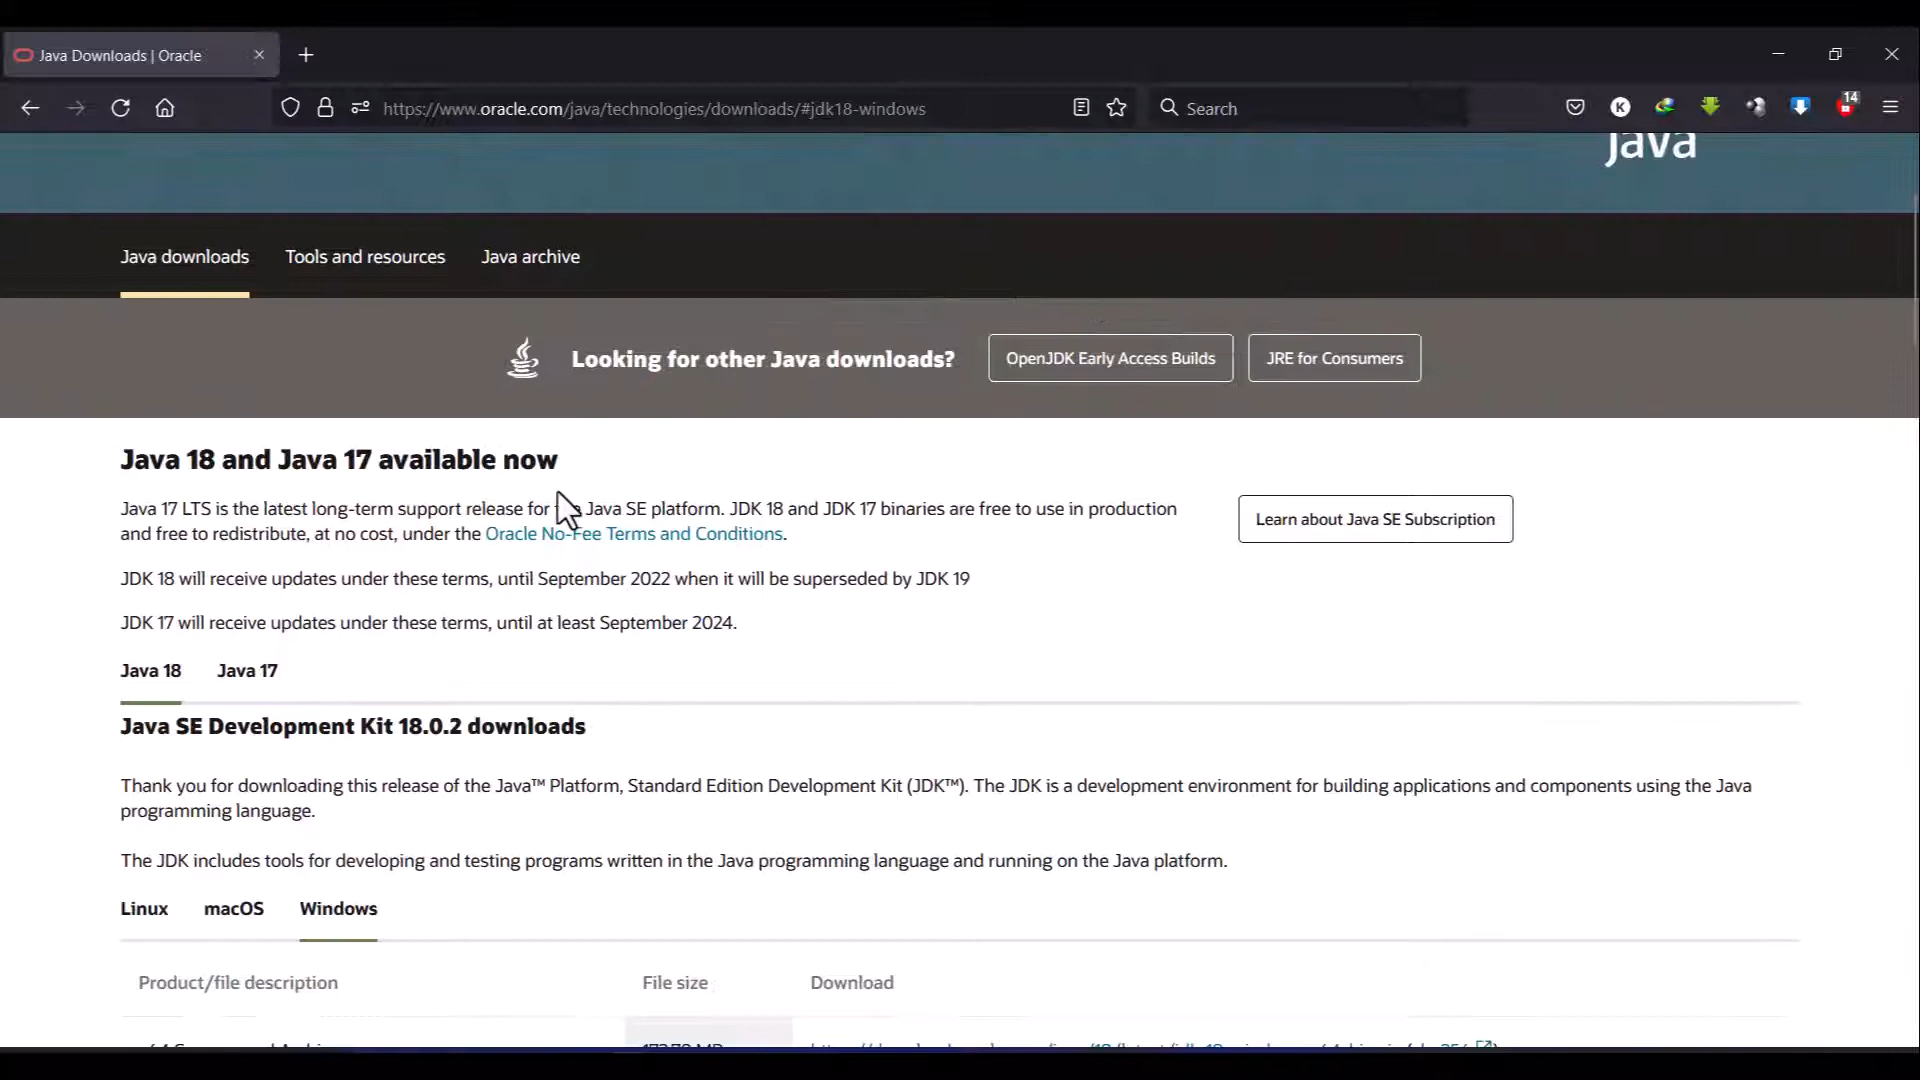 Java Downloads | Oracle
https://www.oracle.com/java/technologies/downloads/#jdk18-windows
Search
K
14
Java
Java downloads
Tools and resources
Java archive
Looking for other Java downloads?
OpenJDK Early Access Builds
JRE for Consumers
Java 18 and Java 17 available now
Java 17 LTS is the latest long-term support release for Java SE platform. JDK 18 and JDK 17 binaries are free to use in production
and free to redistribute, at no cost, under the Oracle No-Fee Terms and Conditions.
Learn about Java SE Subscription
JDK 18 will receive updates under these terms, until September 2022 when it will be superseded by JDK 19
JDK 17 will receive updates under these terms, until at least September 2024.
Java 18
Java 17
Java SE Development Kit 18.0.2 downloads
Thank you for downloading this release of the Java™ Platform, Standard Edition Development Kit (JDK™). The JDK is a development environment for building applications and components using the Java
programming language.
The JDK includes tools for developing and testing programs written in the Java programming language and running on the Java platform.
Linux
macOS
Windows
Product/file description
File size
Download